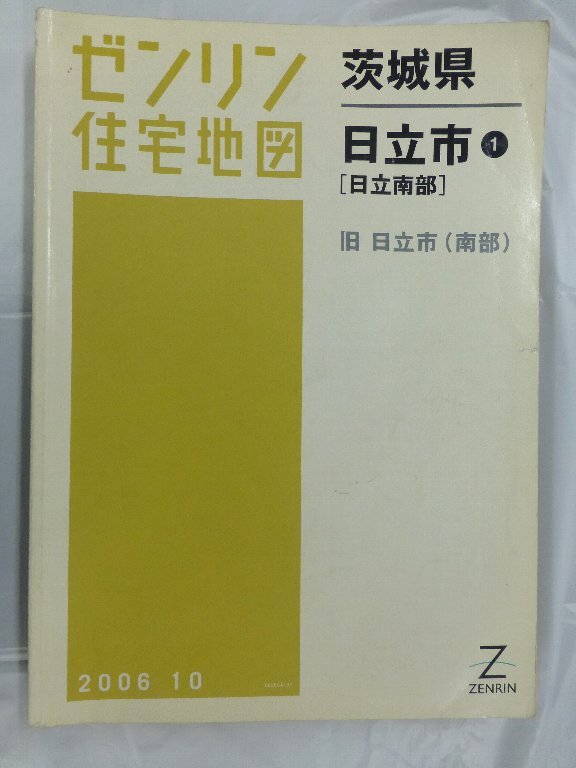 ゼンリン
住宅地図
茨城県
日立市 1
[日立南部]
旧 日立市(南部)
2006 10
Z
ZENRIN